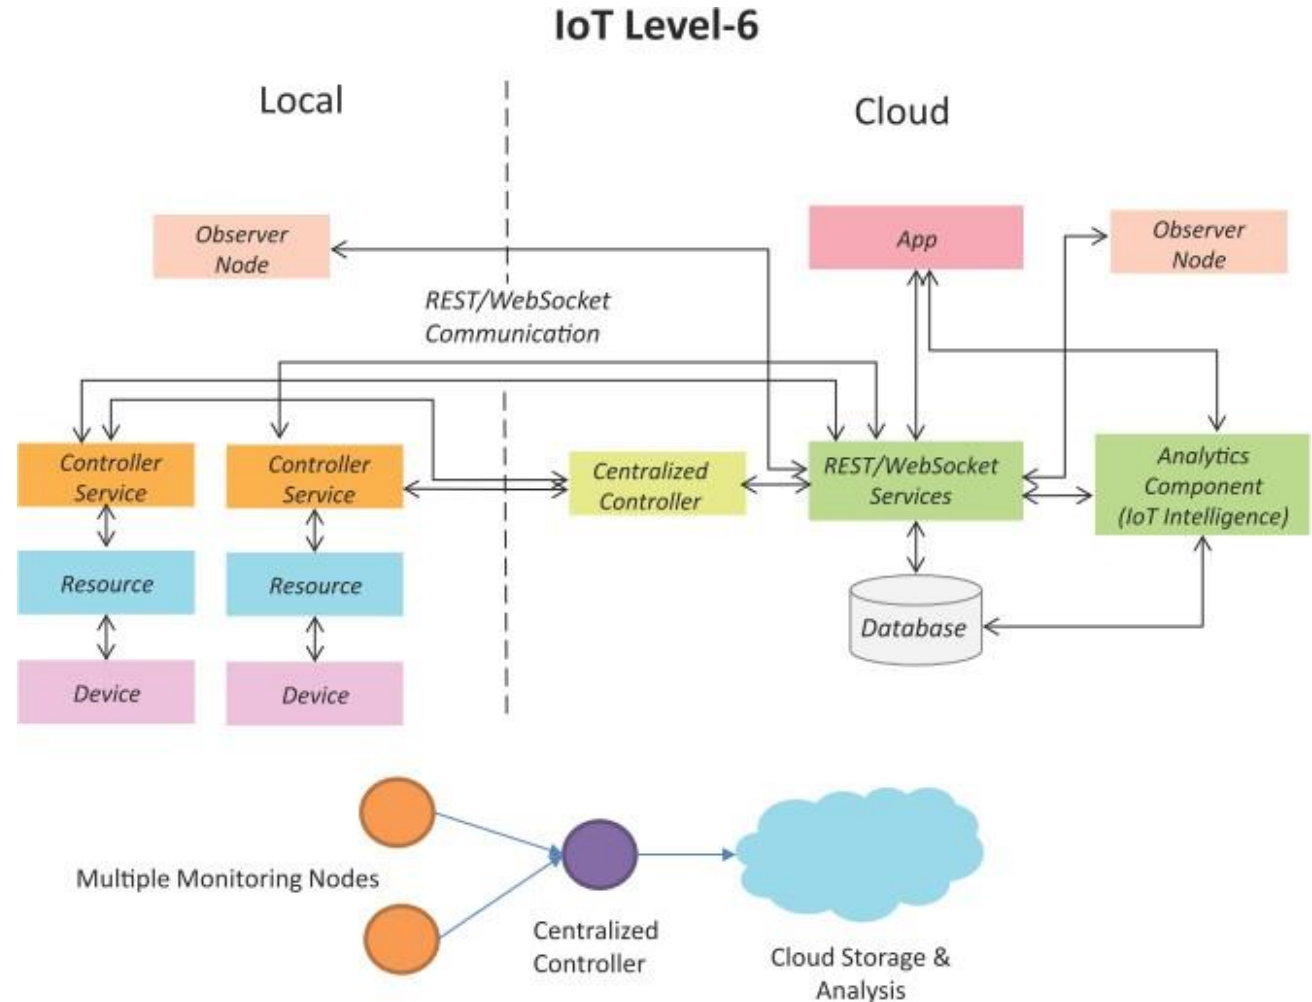 IoT Level-6
Local
Cloud
Observer
Node
App
Observer
Node
REST/WebSocket
Communication
Controller
Service
Controller
Service
Centralized
Controller
REST/WebSocket
Services
Analytics
Component
(IoT Intelligence)
Resource
Resource
Database
Device
Device
Multiple Monitoring Nodes
Centralized
Controller
Cloud Storage &
Analysis